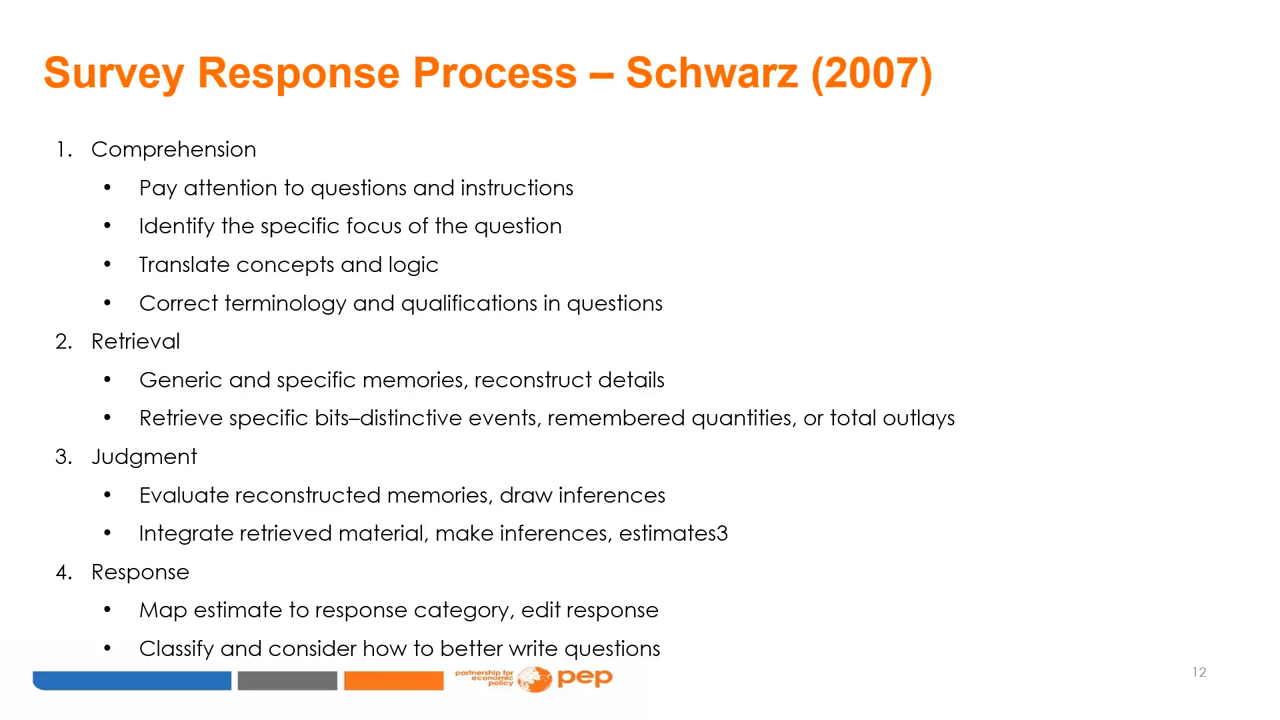 Survey Response Process – Schwarz (2007)
1. Comprehension
• Pay attention to questions and instructions
• Identify the specific focus of the question
• Translate concepts and logic
• Correct terminology and qualifications in questions
2. Retrieval
• Generic and specific memories, reconstruct details
• Retrieve specific bits–distinctive events, remembered quantities, or total outlays
3. Judgment
• Evaluate reconstructed memories, draw inferences
• Integrate retrieved material, make inferences, estimates3
4. Response
• Map estimate to response category, edit response
• Classify and consider how to better write questions
partnership for
economic
policy
pep
12